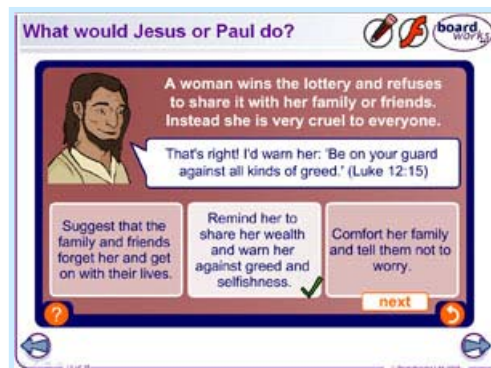 What would Jesus or Paul do?
board
works
A woman wins the lottery and refuses
to share it with her family or friends.
Instead she is very cruel to everyone.
That's right! I'd warn her: 'Be on your guard
against all kinds of greed.' (Luke 12:15)
Suggest that the
family and friends
forget her and get
on with their lives.
Remind her to
share her wealth
and warn her
against greed and
selfishness.
Comfort her family
and tell them not to
worry.
next
?